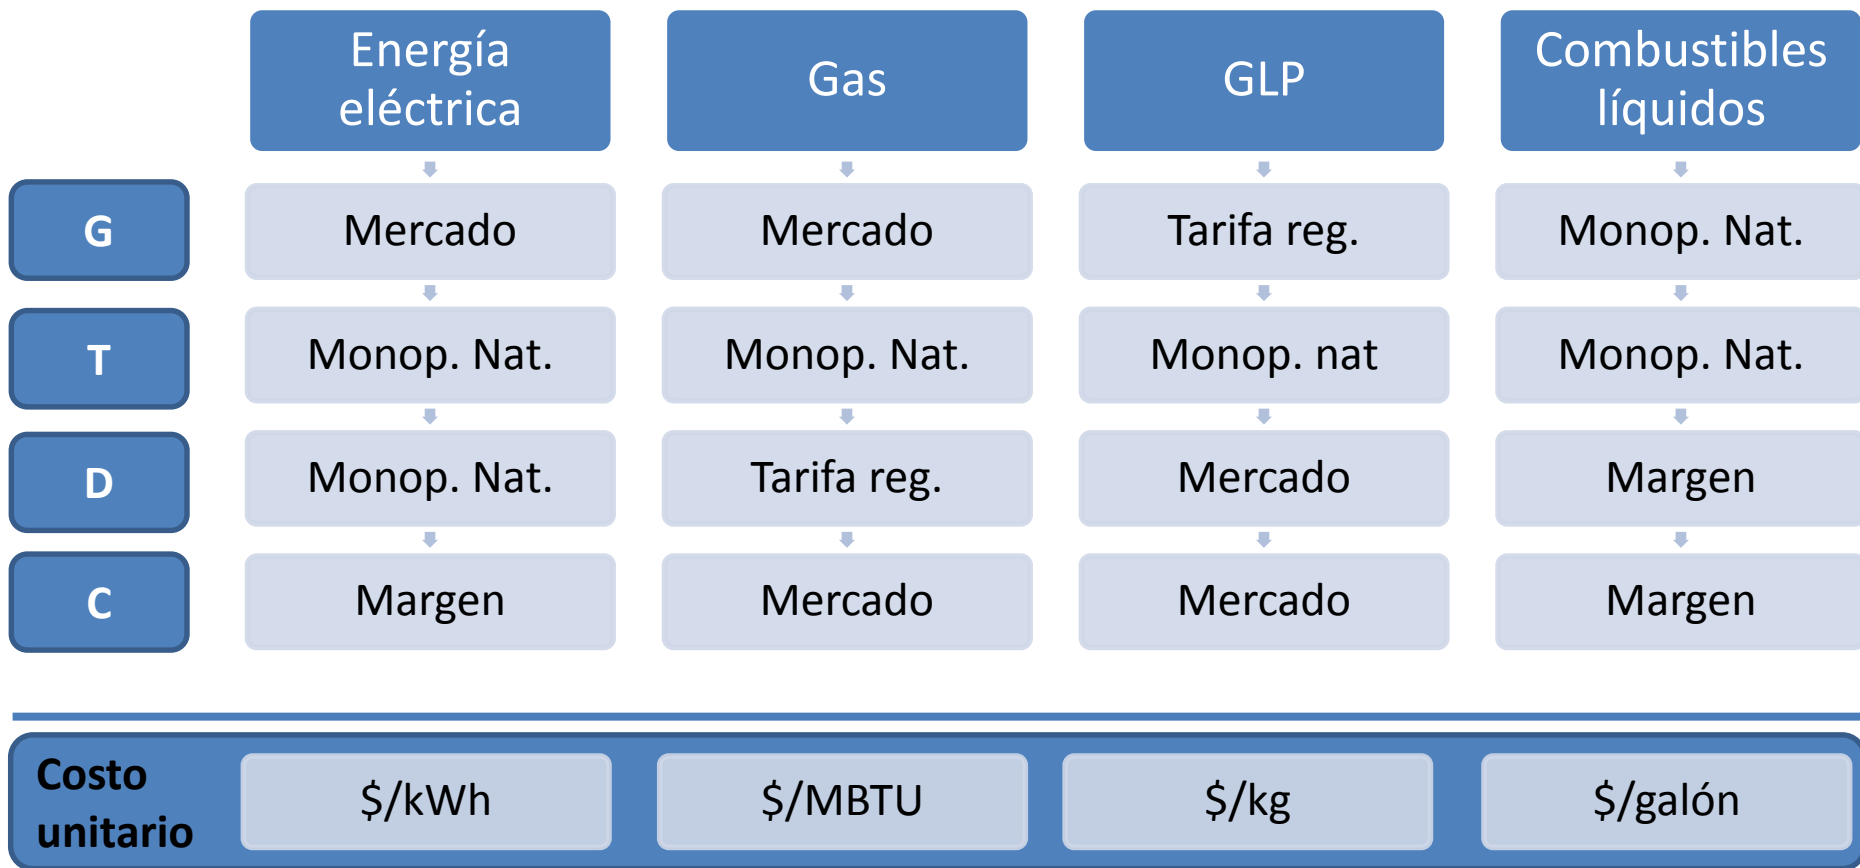 Energía
eléctrica
Gas
GLP
Combustibles
líquidos
G
Mercado
Mercado
Tarifa reg.
Monop. Nat.
T
Monop. Nat.
Monop. Nat.
Monop. nat
Monop. Nat.
D
Monop. Nat.
Tarifa reg.
Mercado
Margen
C
Margen
Mercado
Mercado
Margen
Costo
unitario
$/kWh
$/MBTU
$/kg
$/galón